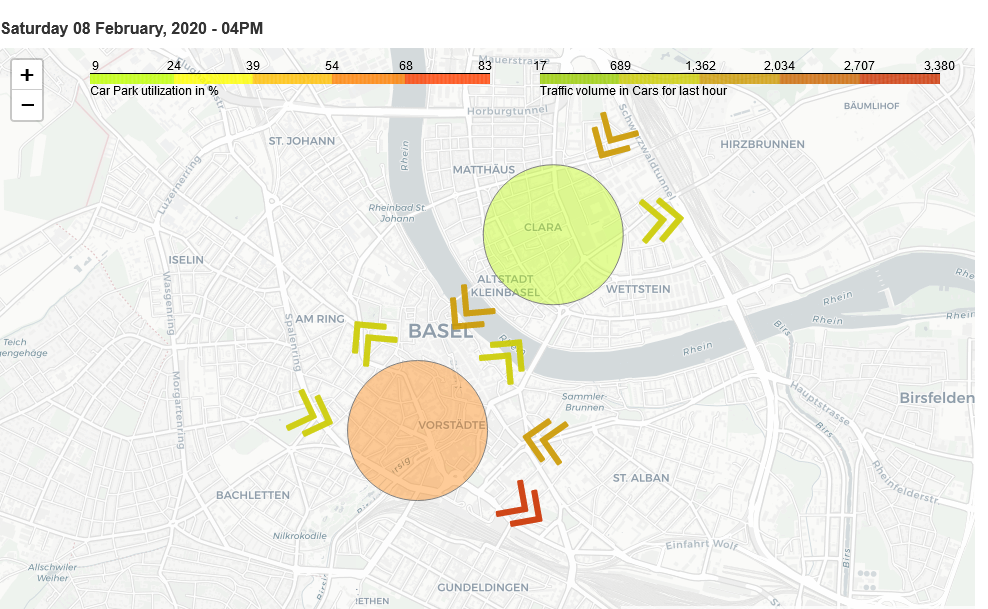 Saturday 08 February, 2020 - 04PM
+
−
9 24 39 54 68 83
Car Park utilization in %
17 689 1,362 2,034 2,707 3,380
Traffic volume in Cars for last hour
Mauerstrasse
Horburgtunnel
Schwarzwaldtunnel
BÄUMLIHOF
ST. JOHANN
Rhein
HIRZBRUNNEN
MATTHÄUS
Luzernerring
Rheinbad St.
Johann
CLARA
ISELIN
ALTSTADT
KLEINBASEL
WETTSTEIN
Wasgenring
Spalenring
AM RING
BASEL
Rhein
Rhein
Rhein
Rhein
Birs
Teich
Morgartenring
Sammler-
Brunnen
Hauptstrasse
Birsfelden
VORSTÄDTE
Birs
BACHLETTEN
ST. ALBAN
Rheinfelderstr.
Nilkrokodile
Einfahrt Wolf
Allschwiler
Weiher
Birs
GUNDELDINGEN